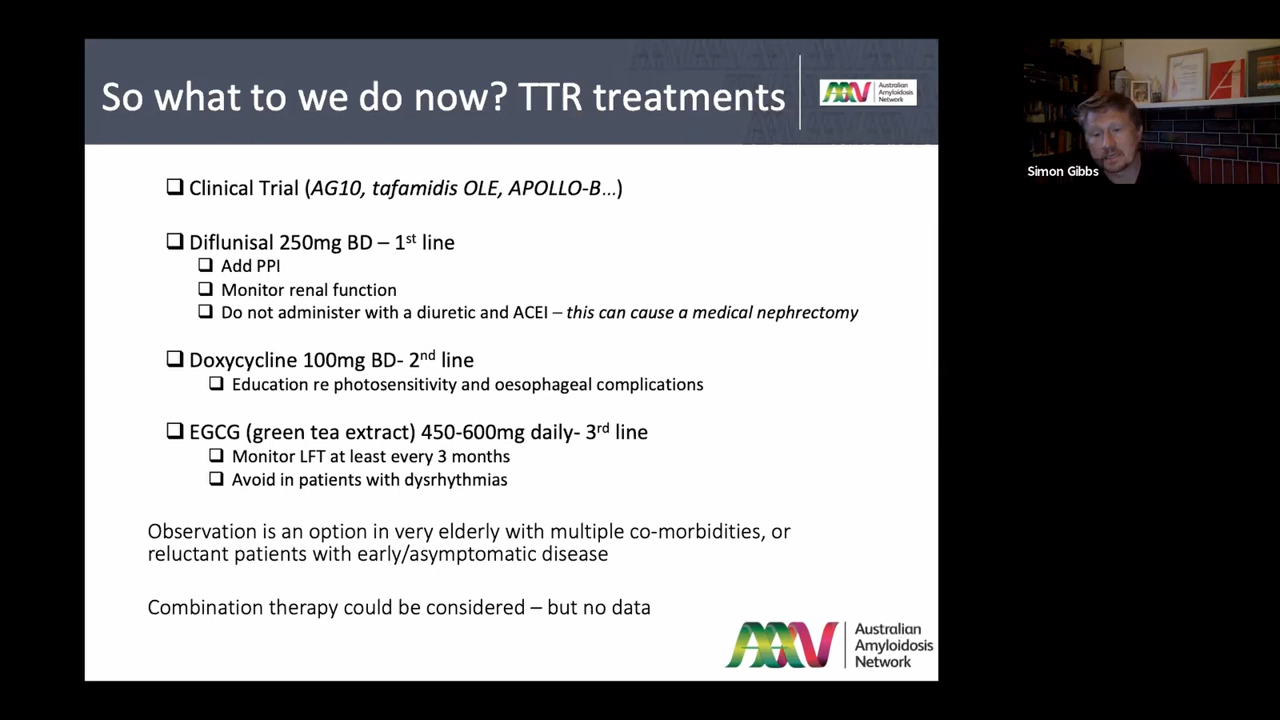 So what to we do now? TTR treatments
Australian
Amyloidosis
Network
Simon Gibbs
Clinical Trial (AG10, tafamidis OLE, APOLLO-B…)
Diflunisal 250mg BD – 1st line
Add PPI
Monitor renal function
Do not administer with a diuretic and ACEI – this can cause a medical nephrectomy
Doxycycline 100mg BD- 2nd line
Education re photosensitivity and oesophageal complications
EGCG (green tea extract) 450-600mg daily- 3rd line
Monitor LFT at least every 3 months
Avoid in patients with dysrhythmias
Observation is an option in very elderly with multiple co-morbidities, or
reluctant patients with early/asymptomatic disease
Combination therapy could be considered – but no data
AAN
Australian
Amyloidosis
Network